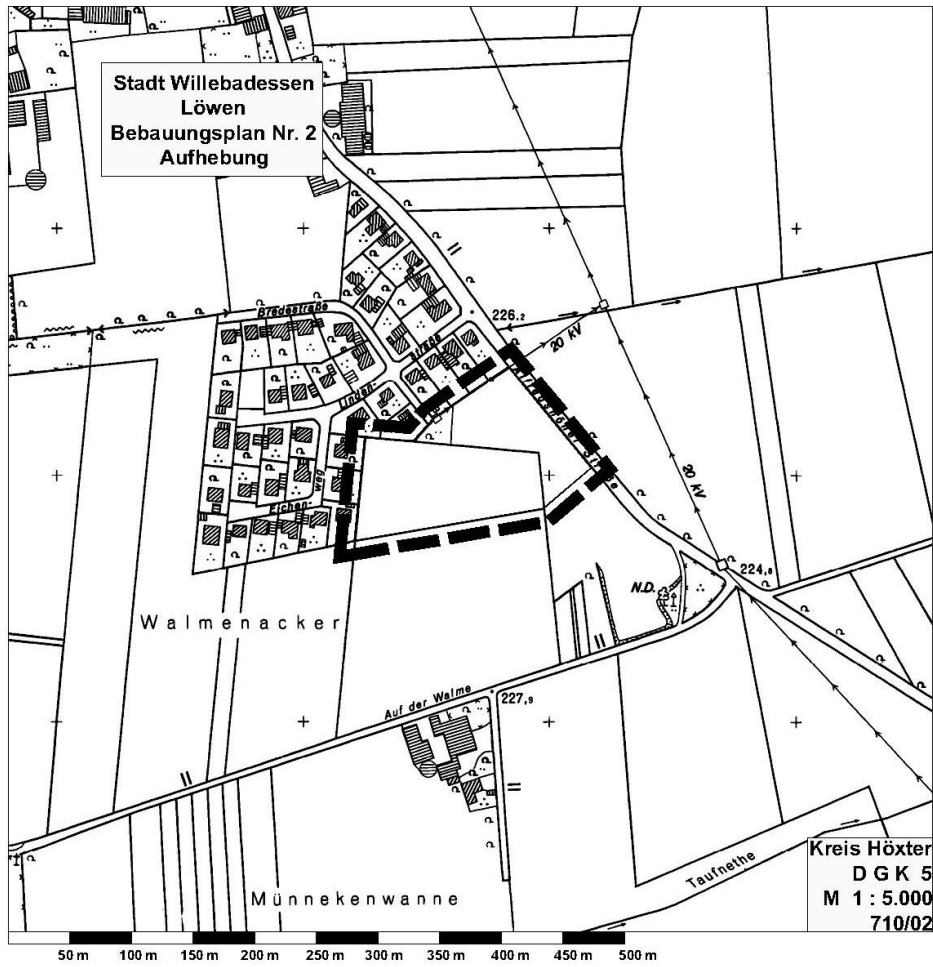 Stadt Willebadessen
Löwen
Bebauungsplan Nr. 2
Aufhebung
Bredestraße
226,2
20 kV
Linden-
straße
20 kV
weg
Eichen-
N.D.
224,8
Walmenacker
Auf der Walme
227,9
Taufnethe
Münnekenwanne
Kreis Höxter
D G K 5
M 1 : 5.000
710/02
50 m 100 m 150 m 200 m 250 m 300 m 350 m 400 m 450 m 500 m